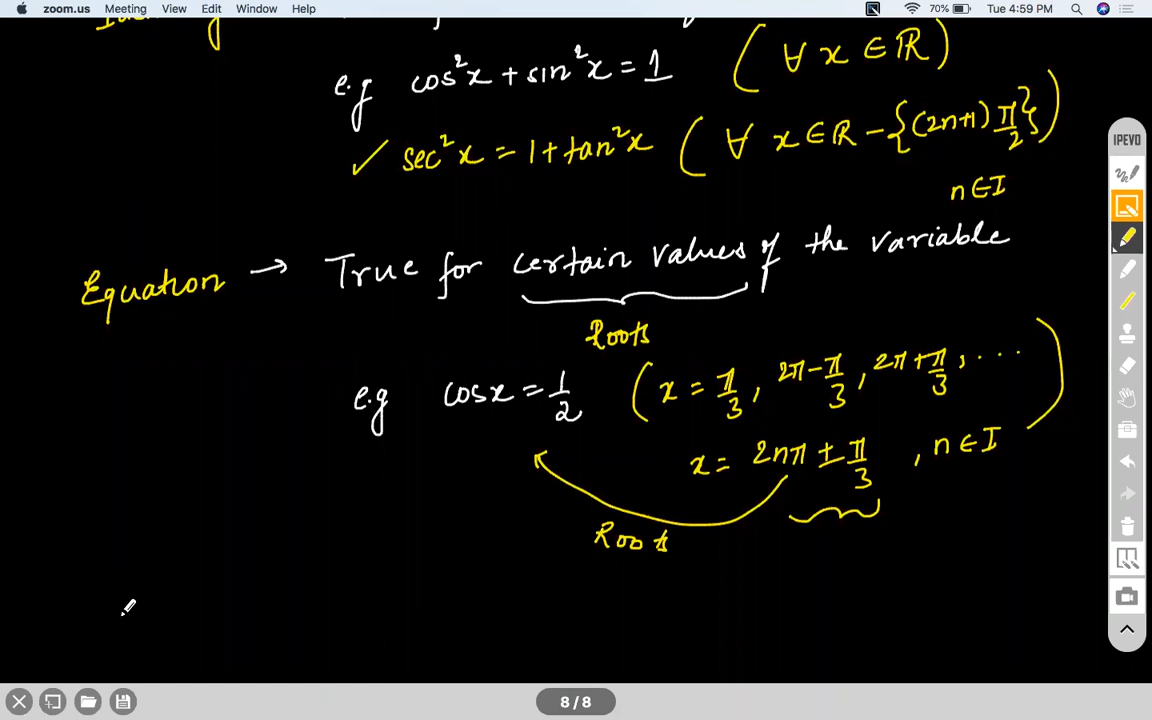 zoom.us Meeting View Edit Window Help 70% Tue 4:59 PM
e.g cos²x + sin²x = 1 (∀ x ∈ ℝ)
✓ sec²x = 1 + tan²x (∀ x ∈ ℝ - {(2n+1) π/2})
n ∈ I
IPEVO
Equation → True for certain values of the variable
Roots
e.g cosx = 1/2 (x = π/3, 2π - π/3, 2π + π/3, ...)
x = 2nπ ± π/3, n ∈ I
Roots
8 / 8